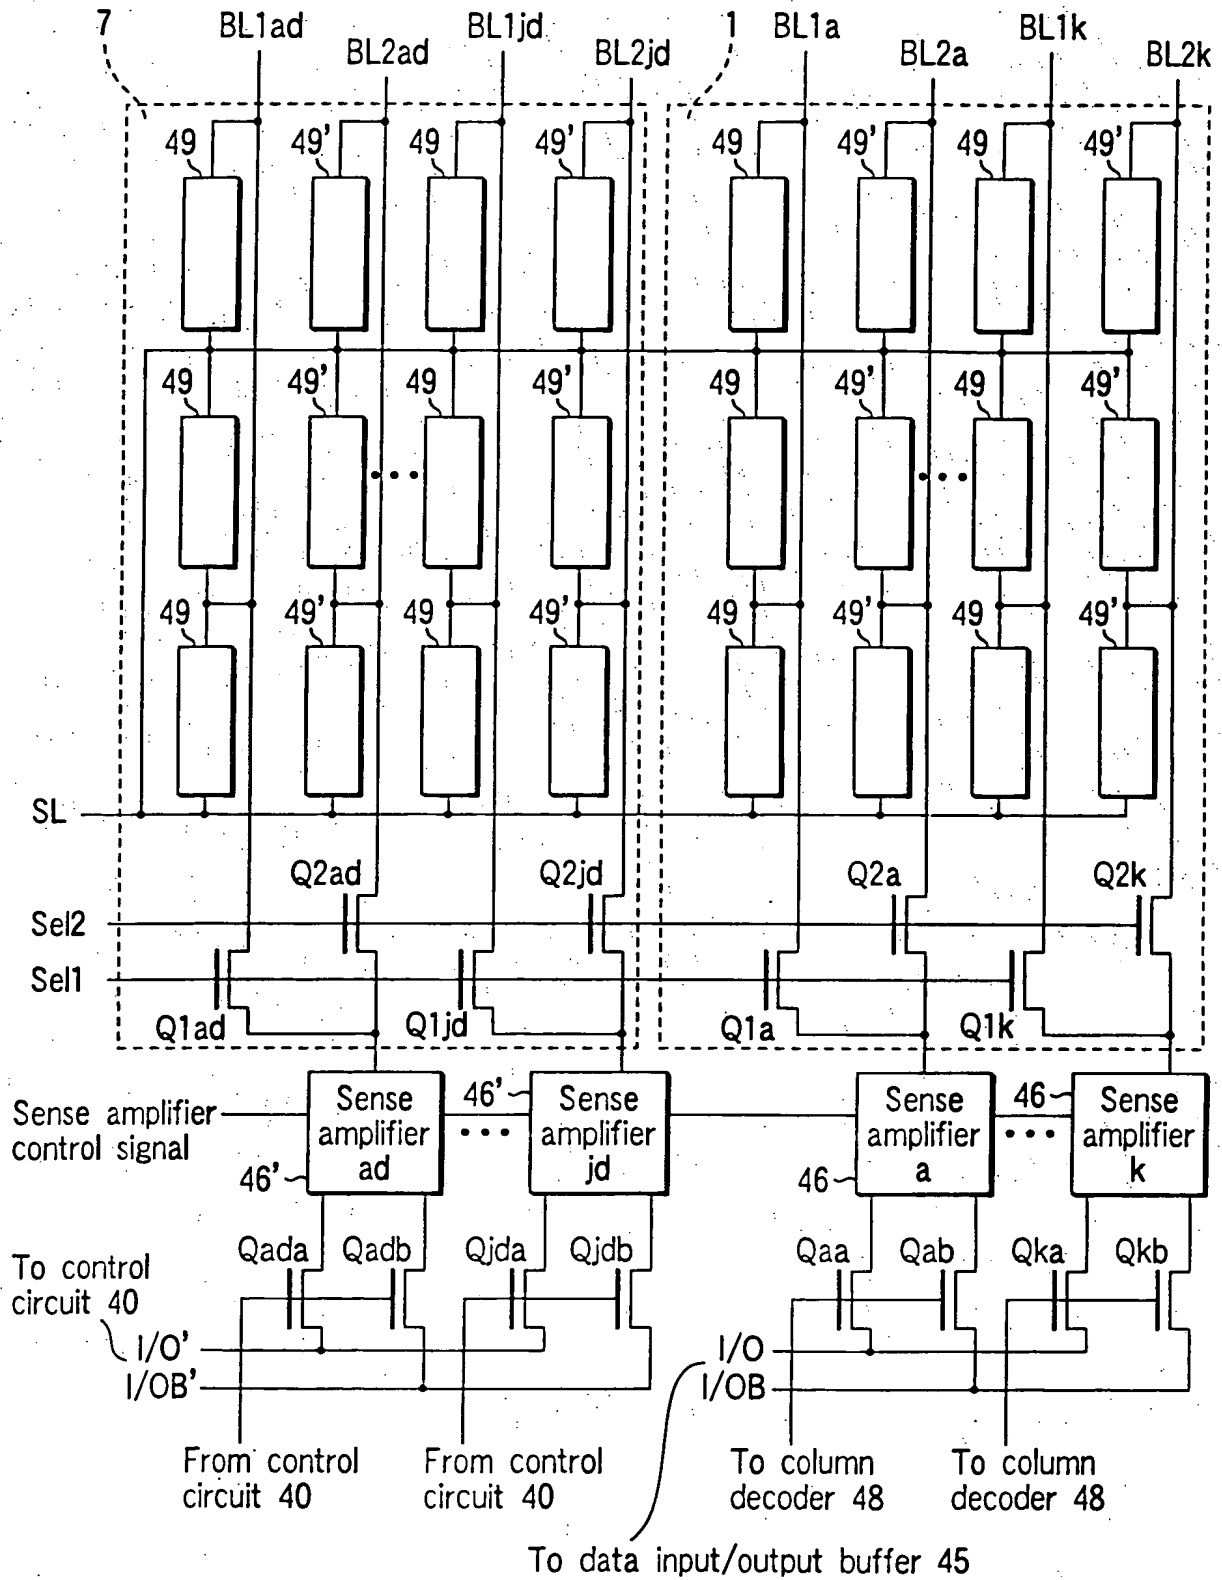 7 BL1ad BL1jd 1 BL1a BL1k
BL2ad BL2jd BL2a BL2k
49 49' 49 49' 49 49' 49 49'
49 49' 49 49' 49 49' 49 49'
49 49' 49 49' 49 49' 49 49'
SL
Q2ad Q2jd Q2a Q2k
Sel2
Sel1
Q1ad Q1jd Q1a Q1k
Sense amplifier
control signal
Sense
amplifier
ad
46'
46'
Sense
amplifier
jd
Sense
amplifier
a
46
46
Sense
amplifier
k
Qada Qadb Qjda Qjdb Qaa Qab Qka Qkb
To control
circuit 40
I/O' I/O
I/OB' I/OB
From control
circuit 40
From control
circuit 40
To column
decoder 48
To column
decoder 48
To data input/output buffer 45